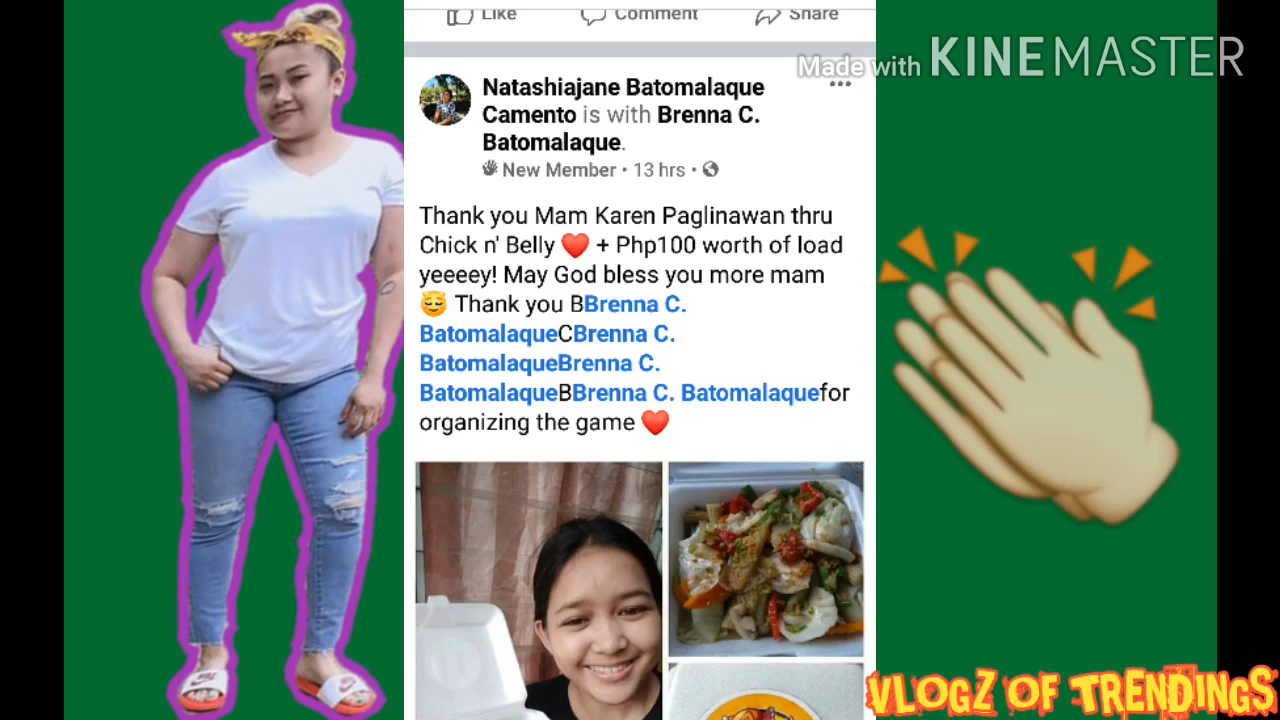 Like Comment Share
Made with KINEMASTER
Natashiajane Batomalaque
Camento is with Brenna C.
Batomalaque.
New Member • 13 hrs •
Thank you Mam Karen Paglinawan thru
Chick n' Belly ❤️ + Php100 worth of load
yeeeey! May God bless you more mam
😌 Thank you BBrenna C.
BatomalaqueCBrenna C.
BatomalaqueBrenna C.
BatomalaqueBBrenna C. Batomalaquefor
organizing the game ❤️
VLOGZ OF TRENDINGS